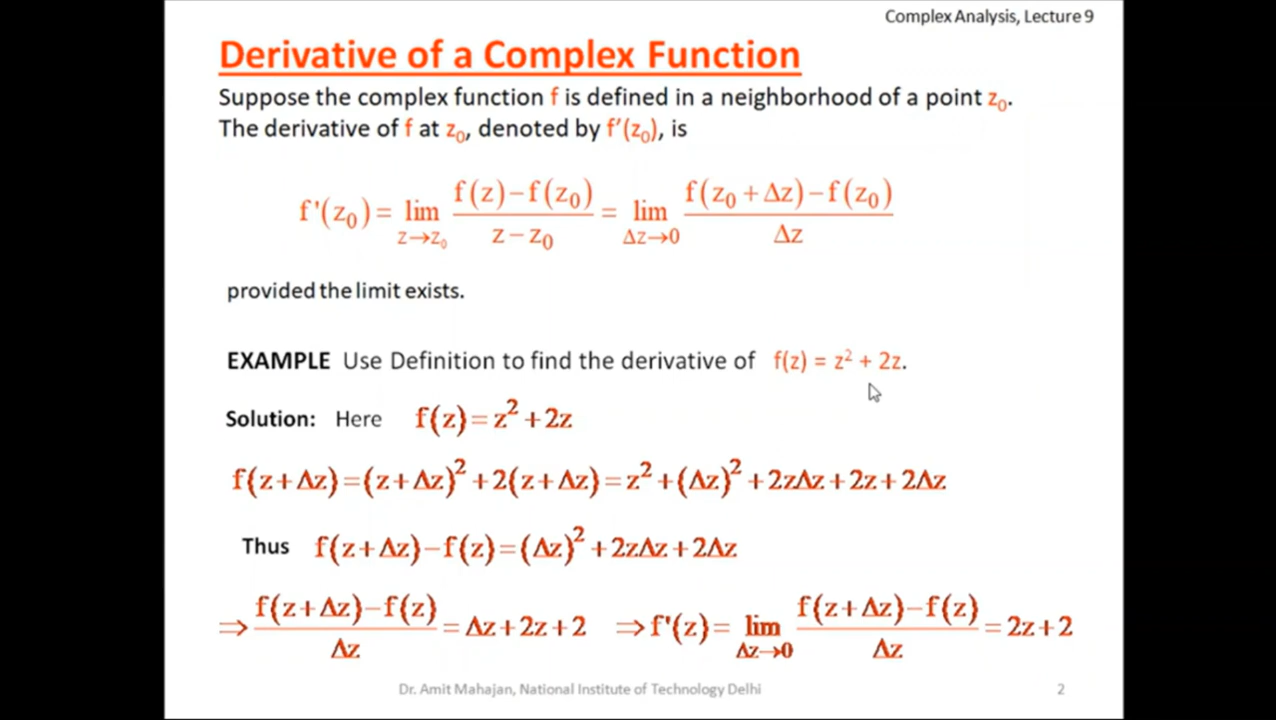 Complex Analysis, Lecture 9
Derivative of a Complex Function
Suppose the complex function f is defined in a neighborhood of a point z₀.
The derivative of f at z₀, denoted by f′(z₀), is
f'(z₀) = lim_{z→z₀} (f(z)−f(z₀))/(z−z₀) = lim_{Δz→0} (f(z₀+Δz)−f(z₀))/Δz
provided the limit exists.
EXAMPLE Use Definition to find the derivative of f(z) = z² + 2z.
Solution: Here f(z)=z²+2z
f(z+Δz)=(z+Δz)²+2(z+Δz)=z²+(Δz)²+2zΔz+2z+2Δz
Thus f(z+Δz)−f(z)=(Δz)²+2zΔz+2Δz
⇒ (f(z+Δz)−f(z))/Δz = Δz+2z+2 ⇒ f'(z)= lim_{Δz→0} (f(z+Δz)−f(z))/Δz = 2z+2
Dr. Amit Mahajan, National Institute of Technology Delhi 2